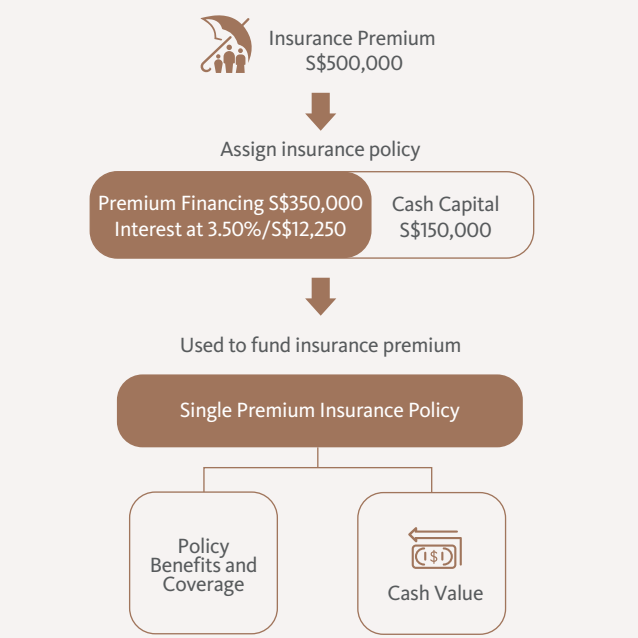 Insurance Premium
S$500,000
Assign insurance policy
Premium Financing S$350,000
Interest at 3.50%/S$12,250
Cash Capital
S$150,000
Used to fund insurance premium
Single Premium Insurance Policy
Policy
Benefits and
Coverage
$
Cash Value